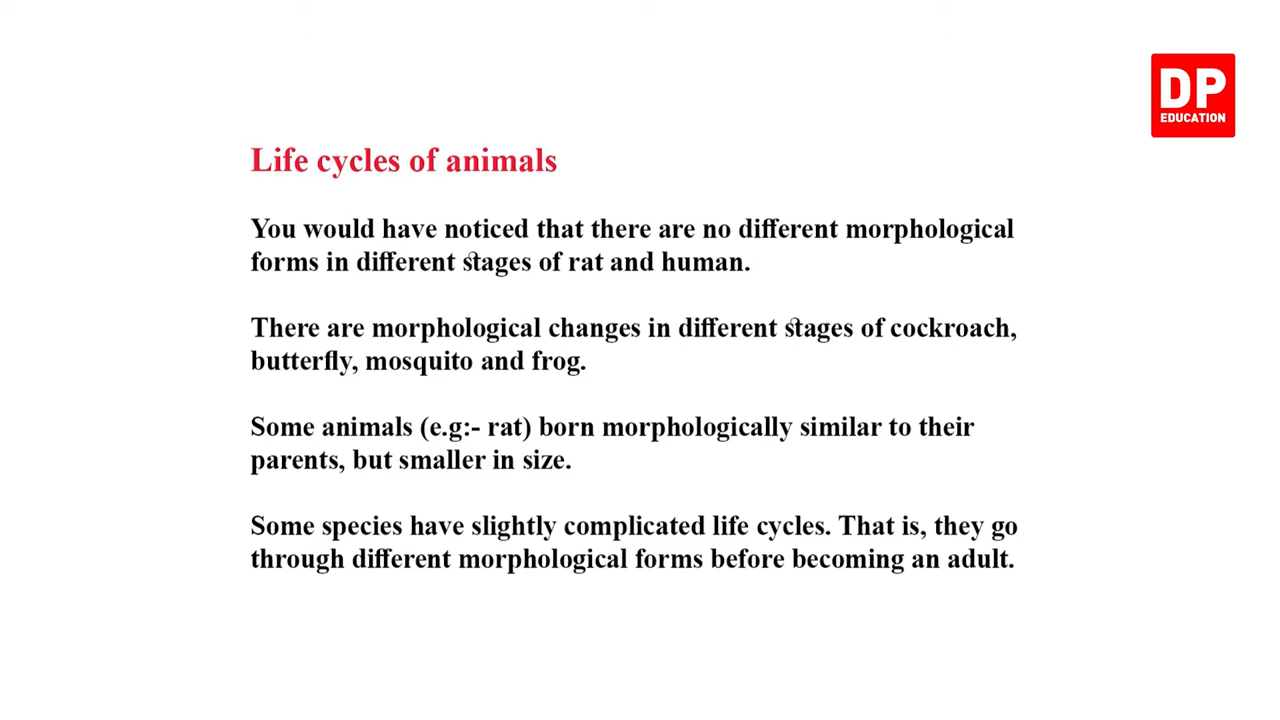 DP
EDUCATION
Life cycles of animals
You would have noticed that there are no different morphological
forms in different stages of rat and human.
There are morphological changes in different stages of cockroach,
butterfly, mosquito and frog.
Some animals (e.g:- rat) born morphologically similar to their
parents, but smaller in size.
Some species have slightly complicated life cycles. That is, they go
through different morphological forms before becoming an adult.